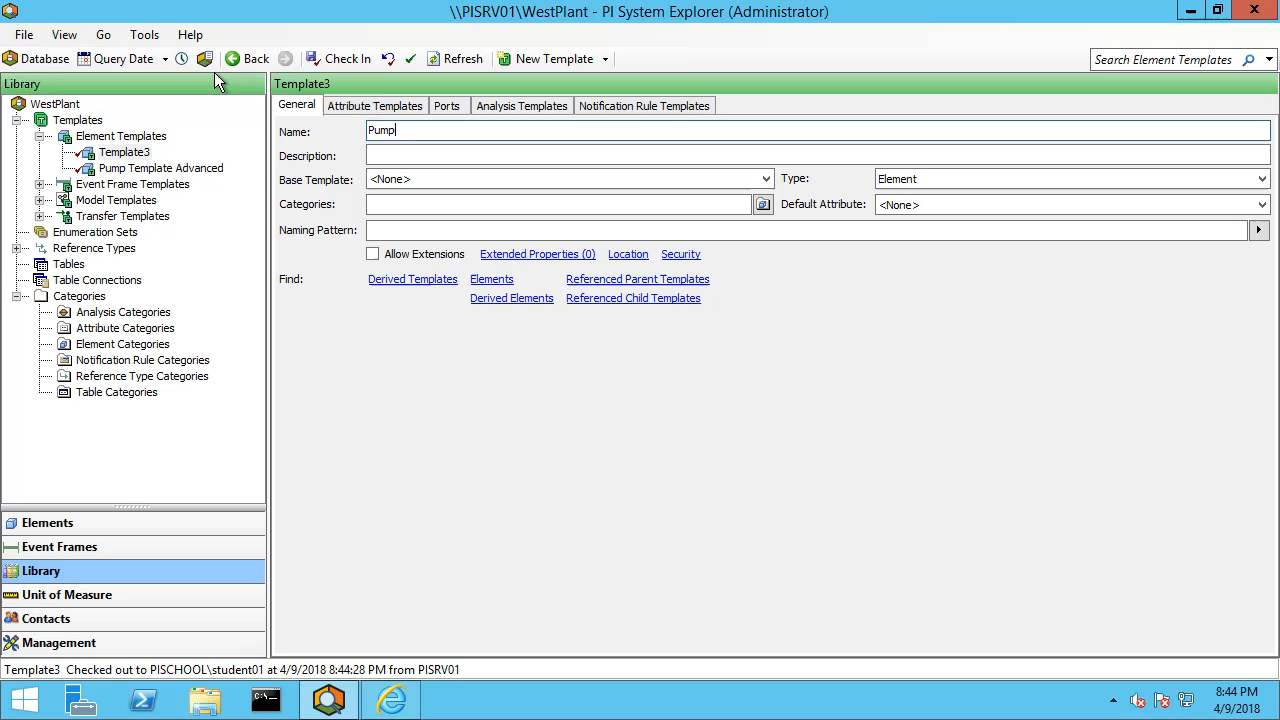 \\PISRV01\WestPlant - PI System Explorer (Administrator)
File View Go Tools Help
Database Query Date Back Check In Refresh New Template Search Element Templates
Library
WestPlant
Templates
Element Templates
Template3
Pump Template Advanced
Event Frame Templates
Model Templates
Transfer Templates
Enumeration Sets
Reference Types
Tables
Table Connections
Categories
Analysis Categories
Attribute Categories
Element Categories
Notification Rule Categories
Reference Type Categories
Table Categories
Elements
Event Frames
Library
Unit of Measure
Contacts
Management
Template3
General Attribute Templates Ports Analysis Templates Notification Rule Templates
Name: Pump
Description:
Base Template: <None> Type: Element
Categories: Default Attribute: <None>
Naming Pattern:
Allow Extensions Extended Properties (0) Location Security
Find: Derived Templates Elements Referenced Parent Templates
Derived Elements Referenced Child Templates
Template3 Checked out to PISCHOOL\student01 at 4/9/2018 8:44:28 PM from PISRV01
8:44 PM
4/9/2018